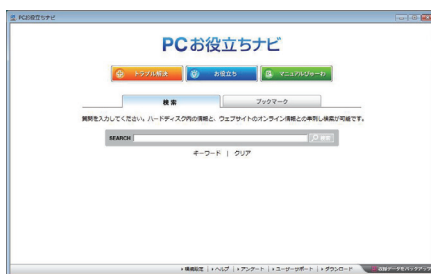 PCお役立ちナビ
PCお役立ちナビ
トラブル解決 お役立ち マニュアルびゅーわ
検索 ブックマーク
質問を入力してください。ハードディスク内の情報と、ウェブサイトのオンライン情報との串刺し検索が可能です。
SEARCH 検索
キーワード | クリア
環境設定 | ヘルプ | アンケート | ユーザーサポート | ダウンロード